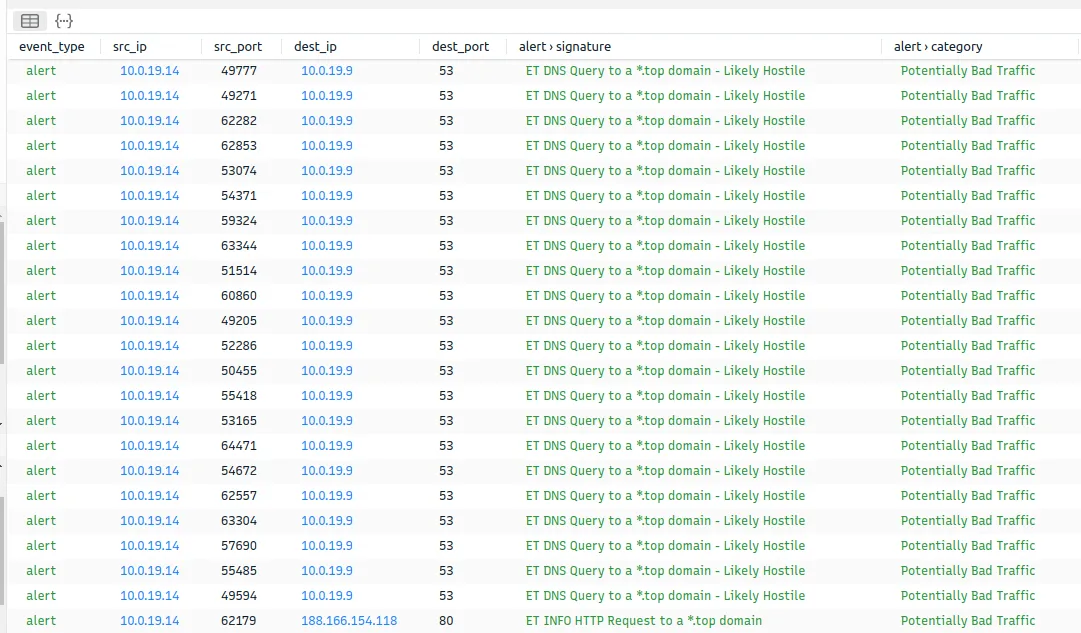 {··}
event_type src_ip src_port dest_ip dest_port alert › signature alert › category
alert 10.0.19.14 49777 10.0.19.9 53 ET DNS Query to a *.top domain - Likely Hostile Potentially Bad Traffic
alert 10.0.19.14 49271 10.0.19.9 53 ET DNS Query to a *.top domain - Likely Hostile Potentially Bad Traffic
alert 10.0.19.14 62282 10.0.19.9 53 ET DNS Query to a *.top domain - Likely Hostile Potentially Bad Traffic
alert 10.0.19.14 62853 10.0.19.9 53 ET DNS Query to a *.top domain - Likely Hostile Potentially Bad Traffic
alert 10.0.19.14 53074 10.0.19.9 53 ET DNS Query to a *.top domain - Likely Hostile Potentially Bad Traffic
alert 10.0.19.14 54371 10.0.19.9 53 ET DNS Query to a *.top domain - Likely Hostile Potentially Bad Traffic
alert 10.0.19.14 59324 10.0.19.9 53 ET DNS Query to a *.top domain - Likely Hostile Potentially Bad Traffic
alert 10.0.19.14 63344 10.0.19.9 53 ET DNS Query to a *.top domain - Likely Hostile Potentially Bad Traffic
alert 10.0.19.14 51514 10.0.19.9 53 ET DNS Query to a *.top domain - Likely Hostile Potentially Bad Traffic
alert 10.0.19.14 60860 10.0.19.9 53 ET DNS Query to a *.top domain - Likely Hostile Potentially Bad Traffic
alert 10.0.19.14 49205 10.0.19.9 53 ET DNS Query to a *.top domain - Likely Hostile Potentially Bad Traffic
alert 10.0.19.14 52286 10.0.19.9 53 ET DNS Query to a *.top domain - Likely Hostile Potentially Bad Traffic
alert 10.0.19.14 50455 10.0.19.9 53 ET DNS Query to a *.top domain - Likely Hostile Potentially Bad Traffic
alert 10.0.19.14 55418 10.0.19.9 53 ET DNS Query to a *.top domain - Likely Hostile Potentially Bad Traffic
alert 10.0.19.14 53165 10.0.19.9 53 ET DNS Query to a *.top domain - Likely Hostile Potentially Bad Traffic
alert 10.0.19.14 64471 10.0.19.9 53 ET DNS Query to a *.top domain - Likely Hostile Potentially Bad Traffic
alert 10.0.19.14 54672 10.0.19.9 53 ET DNS Query to a *.top domain - Likely Hostile Potentially Bad Traffic
alert 10.0.19.14 62557 10.0.19.9 53 ET DNS Query to a *.top domain - Likely Hostile Potentially Bad Traffic
alert 10.0.19.14 63304 10.0.19.9 53 ET DNS Query to a *.top domain - Likely Hostile Potentially Bad Traffic
alert 10.0.19.14 57690 10.0.19.9 53 ET DNS Query to a *.top domain - Likely Hostile Potentially Bad Traffic
alert 10.0.19.14 55485 10.0.19.9 53 ET DNS Query to a *.top domain - Likely Hostile Potentially Bad Traffic
alert 10.0.19.14 49594 10.0.19.9 53 ET DNS Query to a *.top domain - Likely Hostile Potentially Bad Traffic
alert 10.0.19.14 62179 188.166.154.118 80 ET INFO HTTP Request to a *.top domain Potentially Bad Traffic